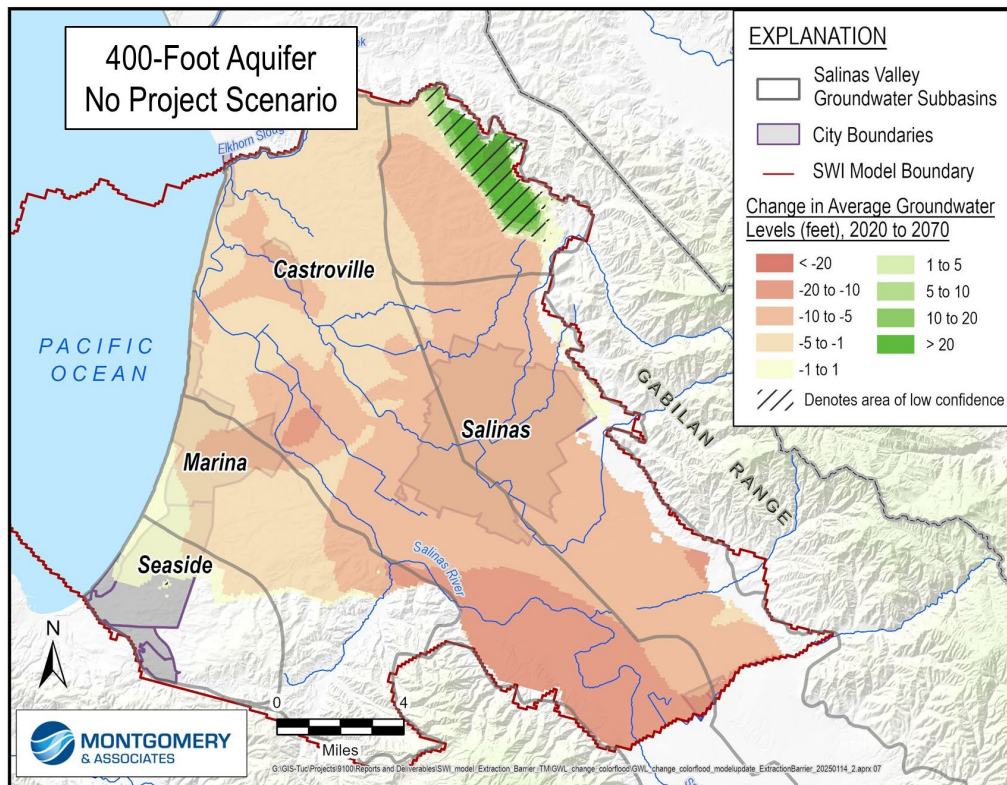 400-Foot Aquifer
No Project Scenario
Elkhorn Slough
Castroville
PACIFIC
OCEAN
Salinas
Marina
Seaside
Salinas River
GABILAN RANGE
N
0 4
Miles
MONTGOMERY
& ASSOCIATES
EXPLANATION
Salinas Valley
Groundwater Subbasins
City Boundaries
SWI Model Boundary
Change in Average Groundwater
Levels (feet), 2020 to 2070
< -20
-20 to -10
-10 to -5
-5 to -1
-1 to 1
1 to 5
5 to 10
10 to 20
> 20
Denotes area of low confidence
G:\GIS-Tuc\Projects\9100\Reports and Deliverables\SWI_model_Extraction_Barrier_TM\GWL_change_colorflood\GWL_change_colorflood_modelupdate_ExtractionBarrier_20250114_2.aprx 07